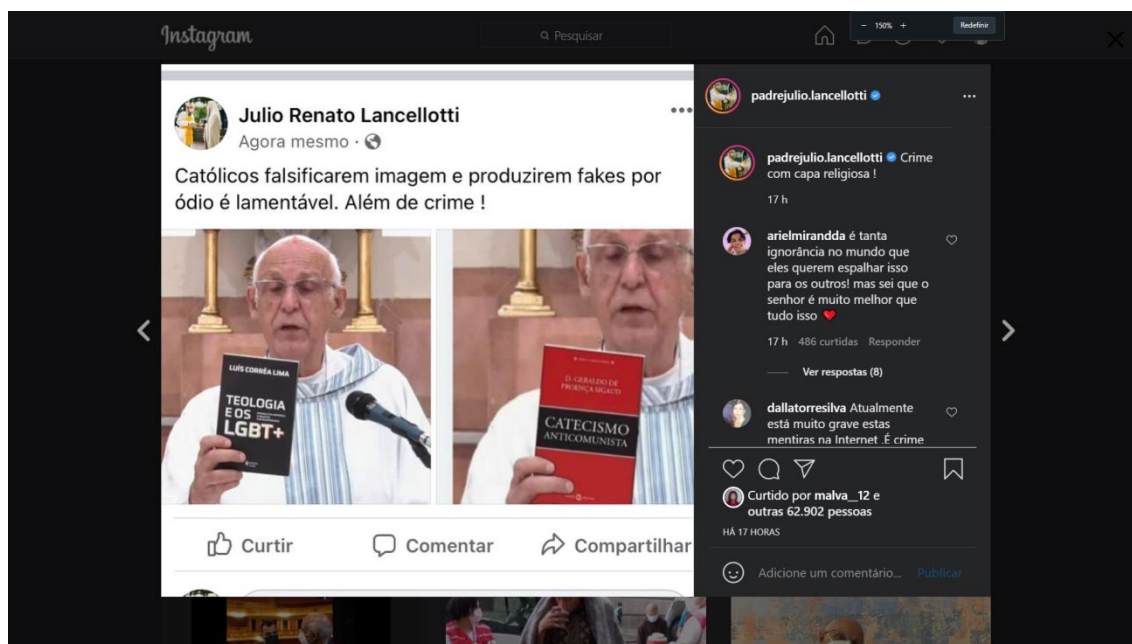 Instagram
Pesquisar
150%
Redefinir
Julio Renato Lancellotti
Agora mesmo
Católicos falsificarem imagem e produzirem fakes por
ódio é lamentável. Além de crime !
LUÍS CORRÊA LIMA
TEOLOGIA
E OS
LGBT+
D. GERALDO DE
PROENÇA SIGAUD
CATECISMO
ANTICOMUNISTA
Curtir
Comentar
Compartilhar
padrejulio.lancellotti
padrejulio.lancellotti Crime
com capa religiosa !
17 h
arielmirandda é tanta
ignorância no mundo que
eles querem espalhar isso
para os outros! mas sei que o
senhor é muito melhor que
tudo isso
17 h 486 curtidas Responder
Ver respostas (8)
dallatorresilva Atualmente
está muito grave estas
mentiras na Internet .É crime
Curtido por malva__12 e
outras 62.902 pessoas
HÁ 17 HORAS
Adicione um comentário... Publicar